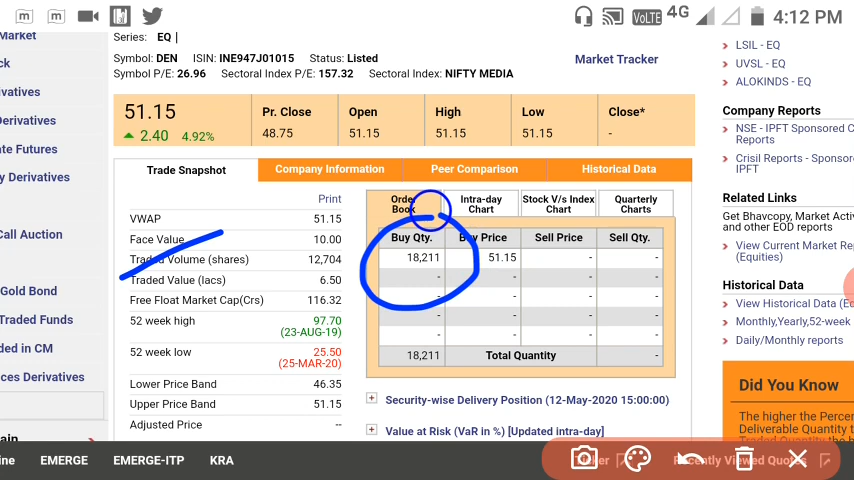 VoLTE 4G 4:12 PM
Market
Series: EQ |
LSIL - EQ
Symbol: DEN ISIN: INE947J01015 Status: Listed
Market Tracker
UVSL - EQ
ck
Symbol P/E: 26.96 Sectoral Index P/E: 157.32 Sectoral Index: NIFTY MEDIA
ALOKINDS - EQ
vatives
51.15 Pr. Close Open High Low Close*
2.40 4.92% 48.75 51.15 51.15 51.15 -
Company Reports
Derivatives
NSE - IPFT Sponsored C
Reports
te Futures
Crisil Reports - Sponsor
IPFT
Trade Snapshot Company Information Peer Comparison Historical Data
y Derivatives
Related Links
Print
Order Book Intra-day Chart Stock V/s Index Chart Quarterly Charts
Get Bhavcopy, Market Activ
and other EOD reports
VWAP 51.15
all Auction
Face Value 10.00
Buy Qty. Buy Price Sell Price Sell Qty.
View Current Market Rep
(Equities)
Traded Volume (shares) 12,704
18,211 51.15 - -
Traded Value (lacs) 6.50
- - - -
Gold Bond
Free Float Market Cap(Crs) 116.32
- - - -
Historical Data
Traded Funds
52 week high 97.70
(23-AUG-19)
- - - -
View Historical Data (E
Monthly,Yearly,52-week
Daily/Monthly reports
ded in CM
52 week low 25.50
(25-MAR-20)
18,211 Total Quantity -
ces Derivatives
Lower Price Band 46.35
Did You Know
Upper Price Band 51.15
Security-wise Delivery Position (12-May-2020 15:00:00)
The higher the Percen
Deliverable Quantity t
Adjusted Price --
Value at Risk (VaR in %) [Updated intra-day]
ine EMERGE EMERGE-ITP KRA Ticker Recently Viewed Quotes